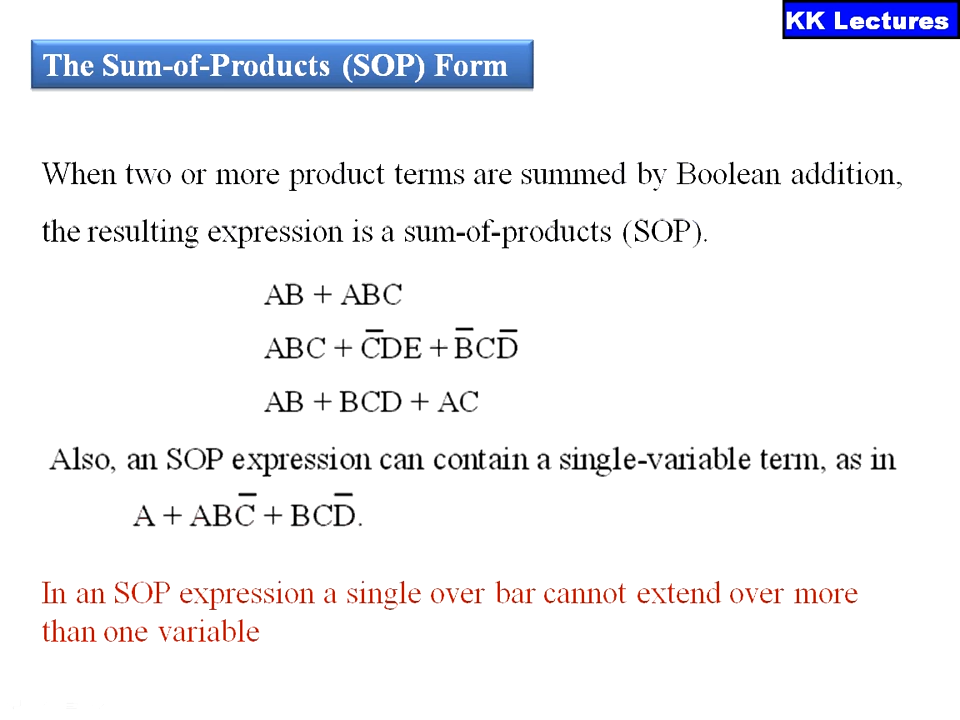 KK Lectures
The Sum-of-Products (SOP) Form
When two or more product terms are summed by Boolean addition,
the resulting expression is a sum-of-products (SOP).
AB + ABC
ABC + C̅DE + B̅CD̅
AB + BCD + AC
Also, an SOP expression can contain a single-variable term, as in
A + ABC̅ + BCD̅.
In an SOP expression a single over bar cannot extend over more
than one variable